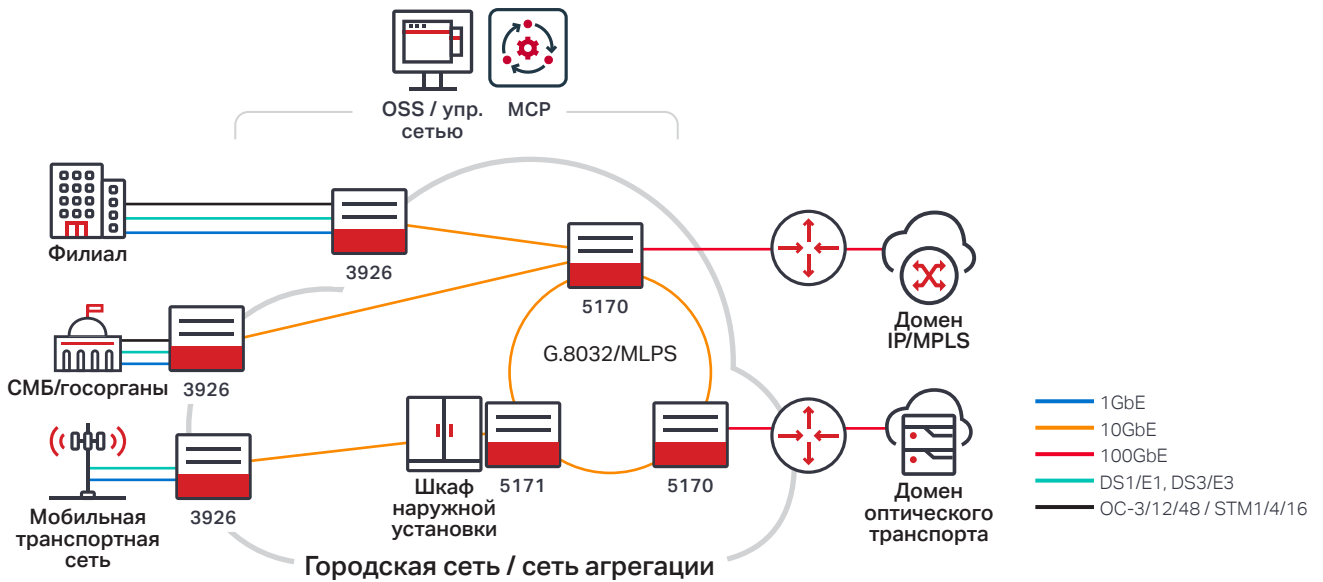 OSS / упр.
сетью
MCP
Филиал
3926
5170
Домен
IP/MPLS
G.8032/MLPS
СМБ/госорганы
3926
1GbE
10GbE
100GbE
DS1/E1, DS3/E3
OC-3/12/48 / STM1/4/16
Мобильная
транспортная
сеть
3926
Шкаф
наружной
установки
5171
5170
Домен
оптического
транспорта
Городская сеть / сеть агрегации